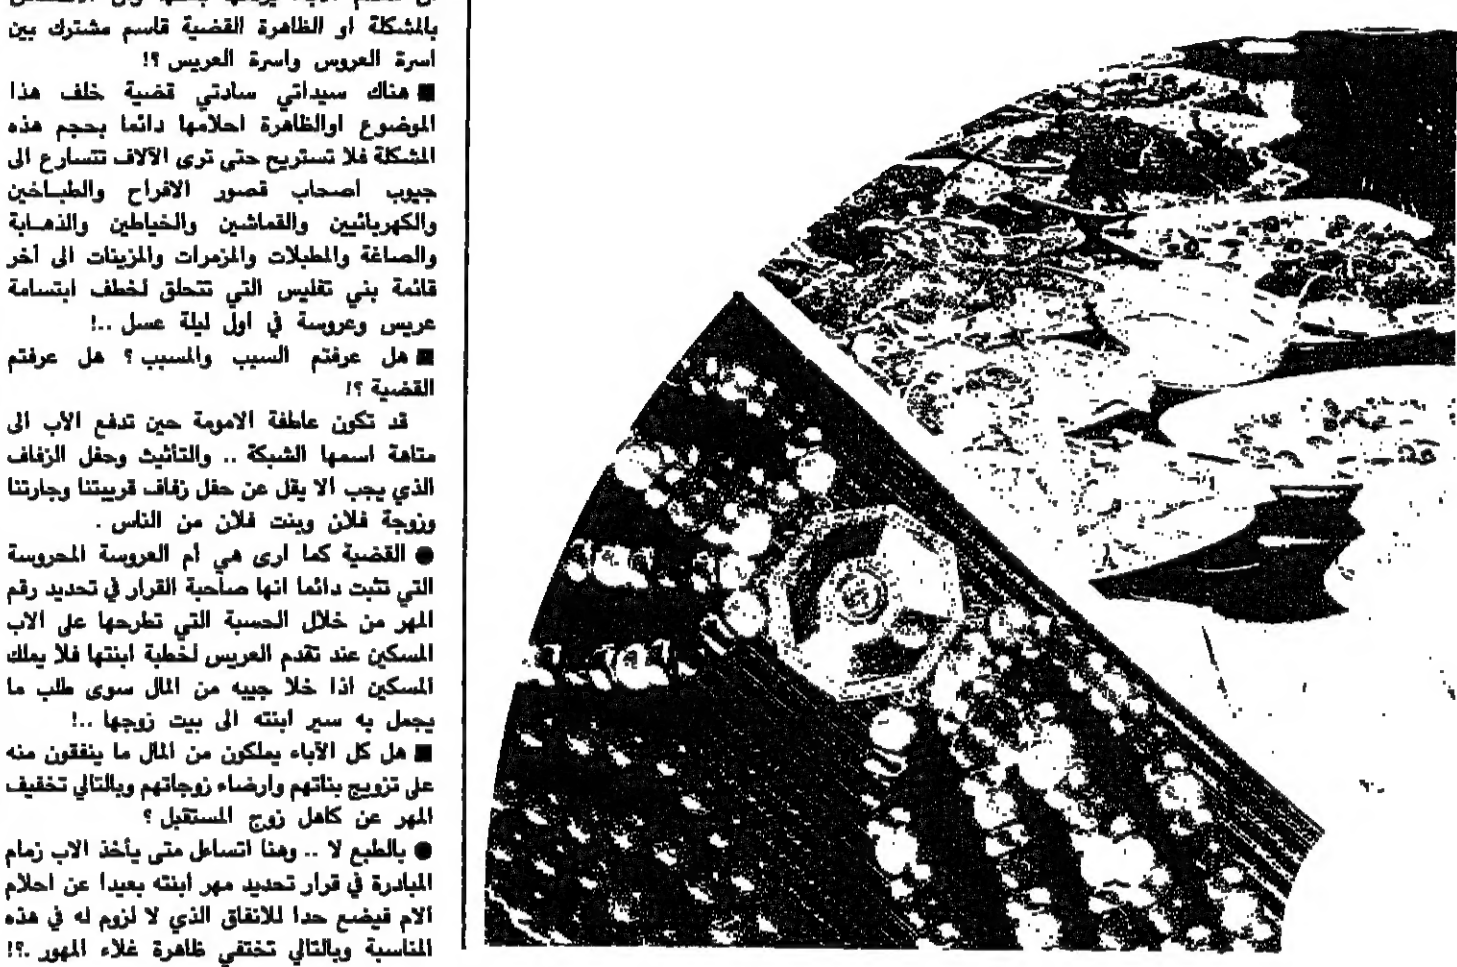 بالمشكلة او الظاهرة القضية قاسم مشترك بين
اسرة العروس واسرة العريس ؟!
■ هناك سيداتي سادتي قضية خلف هذا
الموضوع اوالظاهرة احلامها دائما بحجم هذه
المشكلة فلا تستريح حتى ترى الآلاف تتسارع الى
جيوب اصحاب قصور الافراح والطباخين
والكهربائيين والقماشين والخياطين والذهابة
والصاغة والمطبلات والمزمرات والمزينات الى أخر
قائمة بني تفليس التي تتحلق لخطف ابتسامة
عريس وعروسة في اول ليلة عسل ..!
■ هل عرفتم السبب والمسبب ؟ هل عرفتم
القضية ؟!
قد تكون عاطفة الامومة حين تدفع الأب الى
متاهة اسمها الشبكة .. والتأثيث وحفل الزفاف
الذي يجب الا يقل عن حفل زفاف قريبتنا وجارتنا
وزوجة فلان وبنت فلان من الناس .
● القضية كما ارى هي أم العروسة المحروسة
التي تثبت دائما انها صاحبة القرار في تحديد رقم
المهر من خلال الحسبة التي تطرحها على الاب
المسكين عند تقدم العريس لخطبة ابنتها فلا يملك
المسكين اذا خلا جيبه من المال سوى طلب ما
يجمل به سير ابنته الى بيت زوجها ..!
■ هل كل الآباء يملكون من المال ما ينفقون منه
على تزويج بناتهم وارضاء زوجاتهم وبالتالي تخفيف
المهر عن كاهل زوج المستقبل ؟
● بالطبع لا .. وهنا اتساءل متى يأخذ الاب زمام
المبادرة في قرار تحديد مهر ابنته بعيدا عن احلام
الام فيضع حدا للانفاق الذي لا لزوم له في هذه
المناسبة وبالتالي تختفي ظاهرة غلاء المهور .؟!